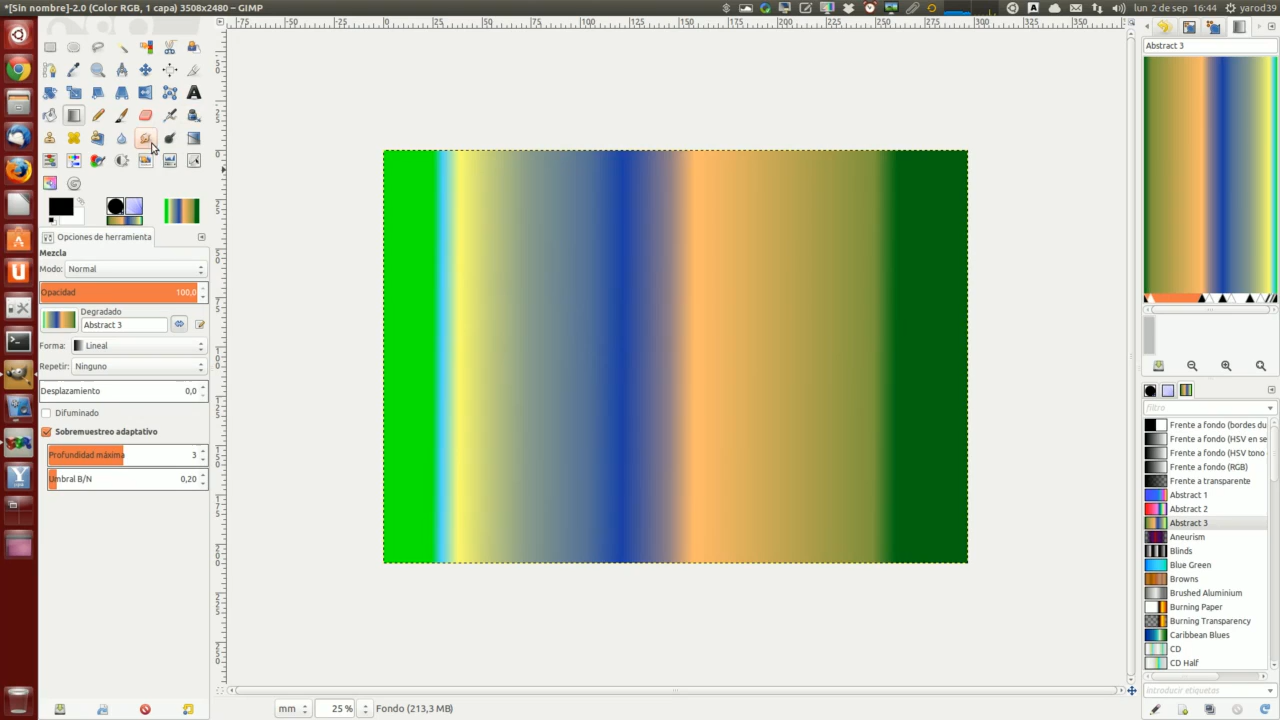 *[Sin nombre]-2.0 (Color RGB, 1 capa) 3508x2480 – GIMP
lun 2 de sep
16:44
yarod39
Abstract 3
Opciones de herramienta
Mezcla
Modo: Normal
Opacidad 100,0
Degradado
Abstract 3
Forma: Lineal
Repetir: Ninguno
Desplazamiento 0,0
Difuminado
Sobremuestreo adaptativo
Profundidad máxima 3
Umbral B/N 0,20
filtro
Frente a fondo (bordes du
Frente a fondo (HSV en se
Frente a fondo (HSV tono
Frente a fondo (RGB)
Frente a transparente
Abstract 1
Abstract 2
Abstract 3
Aneurism
Blinds
Blue Green
Browns
Brushed Aluminium
Burning Paper
Burning Transparency
Caribbean Blues
CD
CD Half
introducir etiquetas
mm 25 % Fondo (213,3 MB)